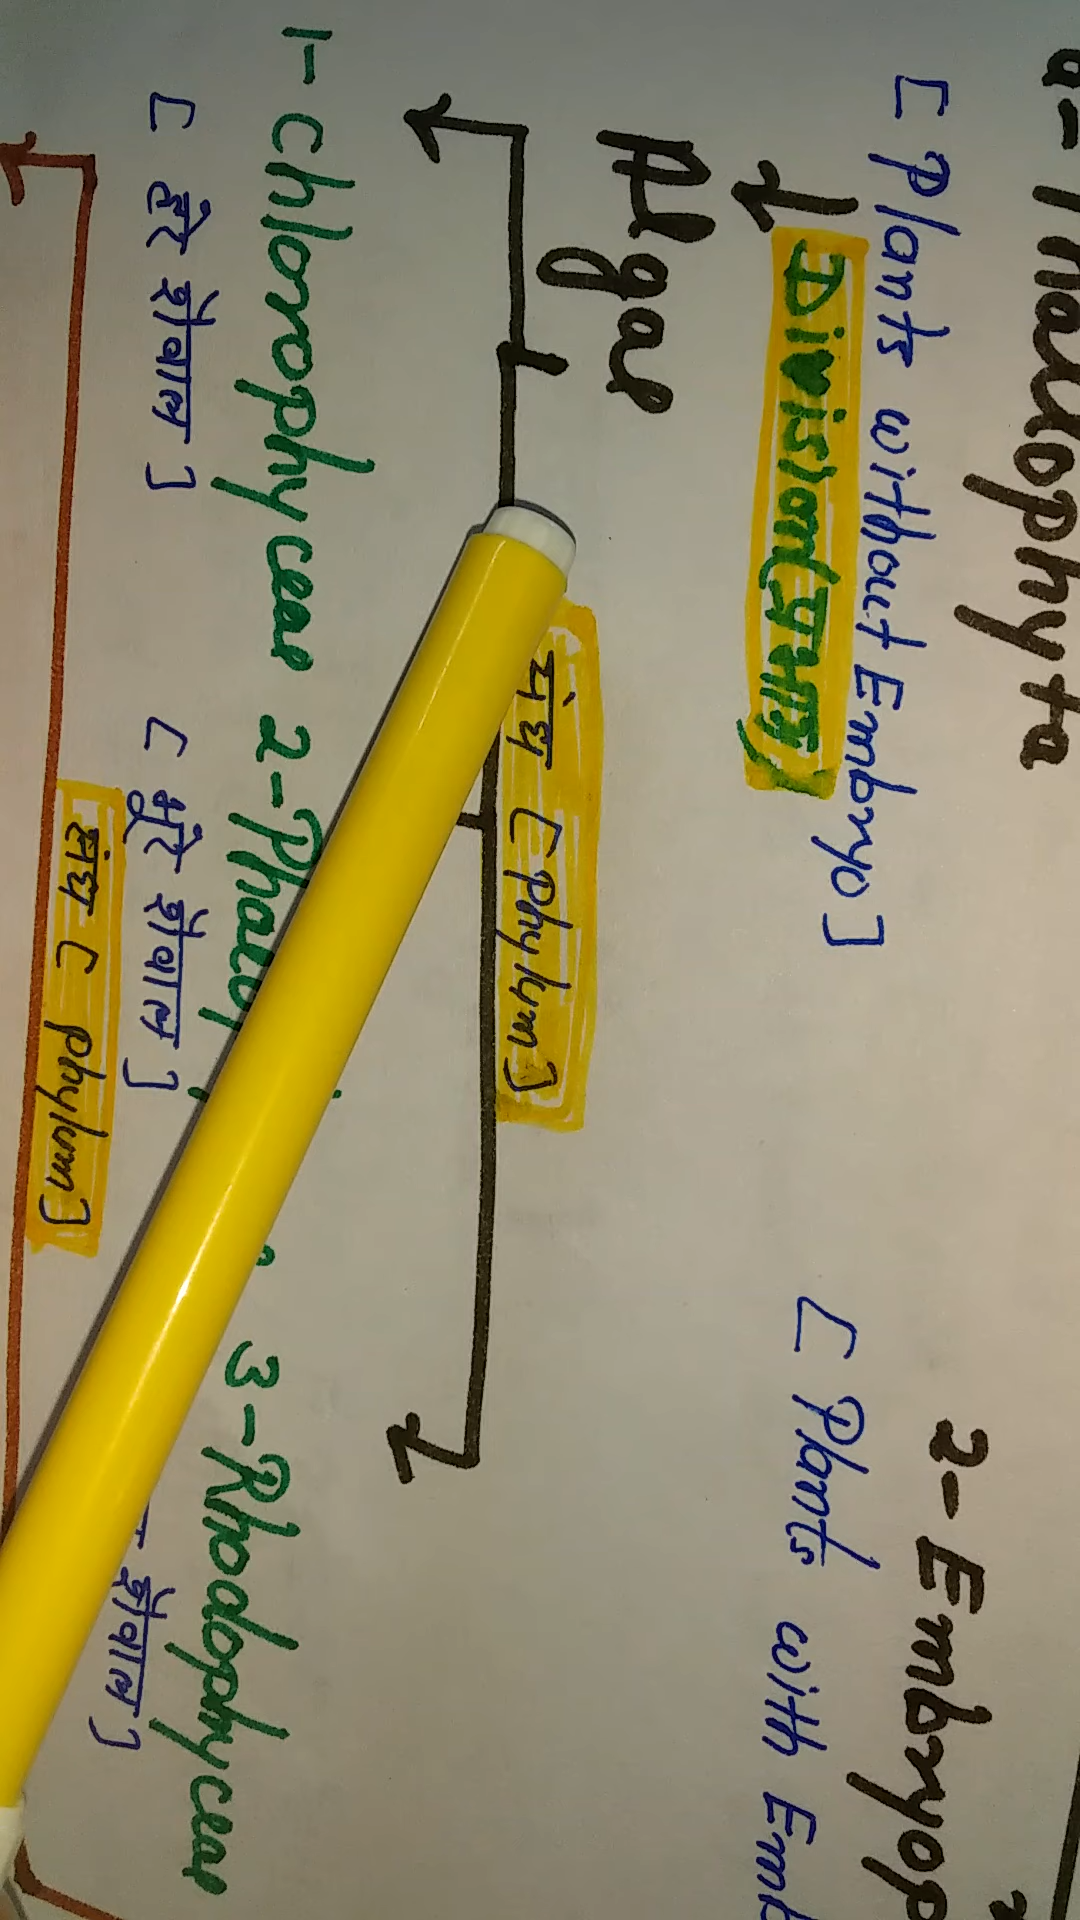 a- Thallophyta
[ Plants without Embryo ]
2- Embryop
[ Plants with Emb
Division (प्रभाग)
Algae
संघ [ Phylum ]
1- Chlorophyceae 2- Phaeo 3- Rhodophyceae
[ हरे शैवाल ] [ भूरे शैवाल ] शैवाल ]
संघ [ Phylum ]